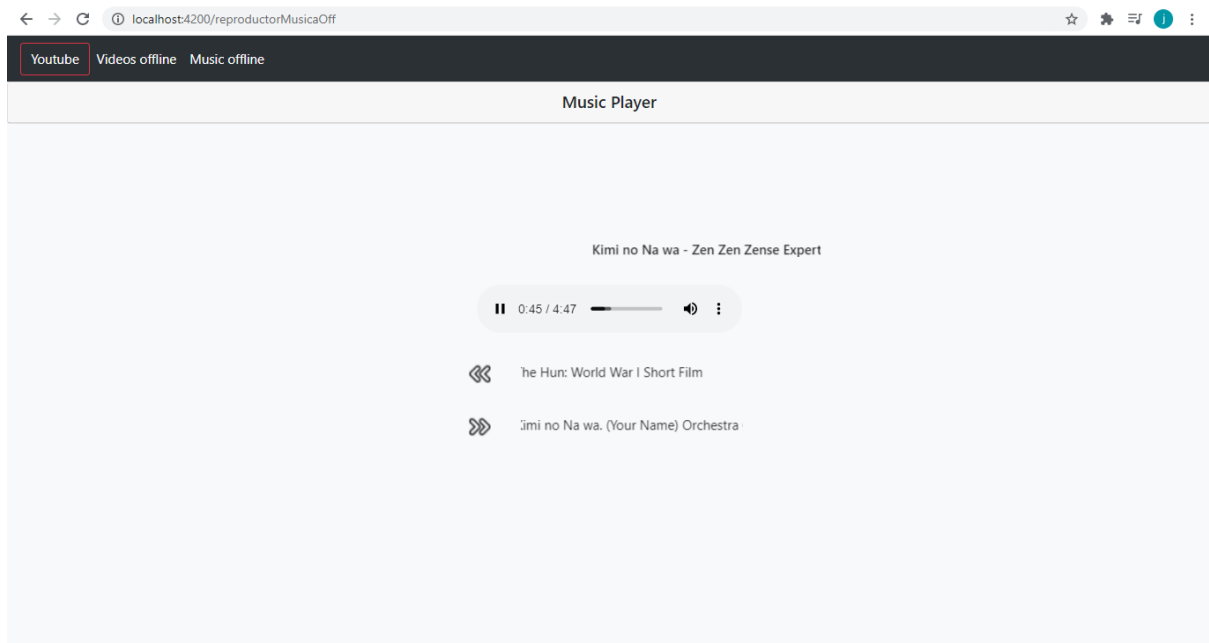 localhost:4200/reproductorMusicaOff
j
Youtube Videos offline Music offline
Music Player
Kimi no Na wa - Zen Zen Zense Expert
0:45 / 4:47
he Hun: World War I Short Film
imi no Na wa. (Your Name) Orchestra